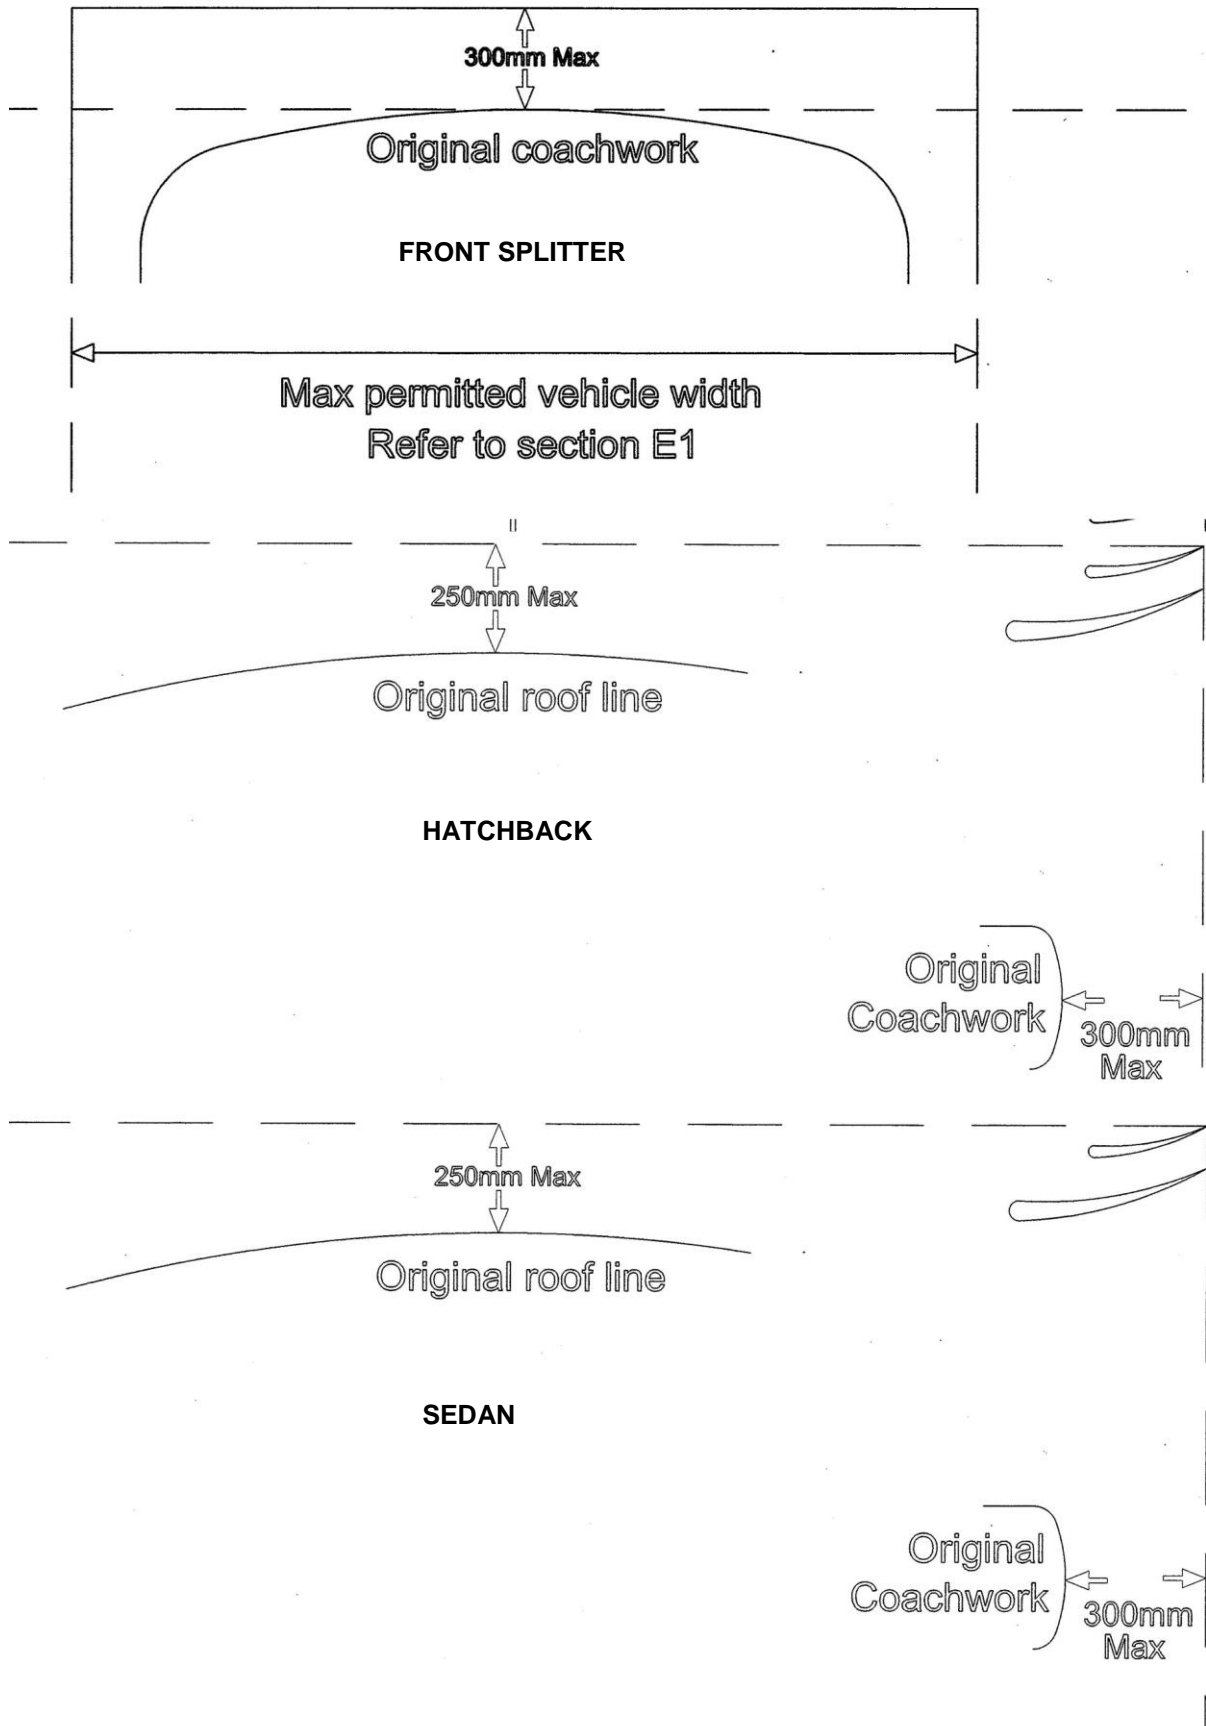 300mm Max
Original coachwork
FRONT SPLITTER
Max permitted vehicle width
Refer to section E1
250mm Max
Original roof line
HATCHBACK
Original
Coachwork
300mm
Max
250mm Max
Original roof line
SEDAN
Original
Coachwork
300mm
Max